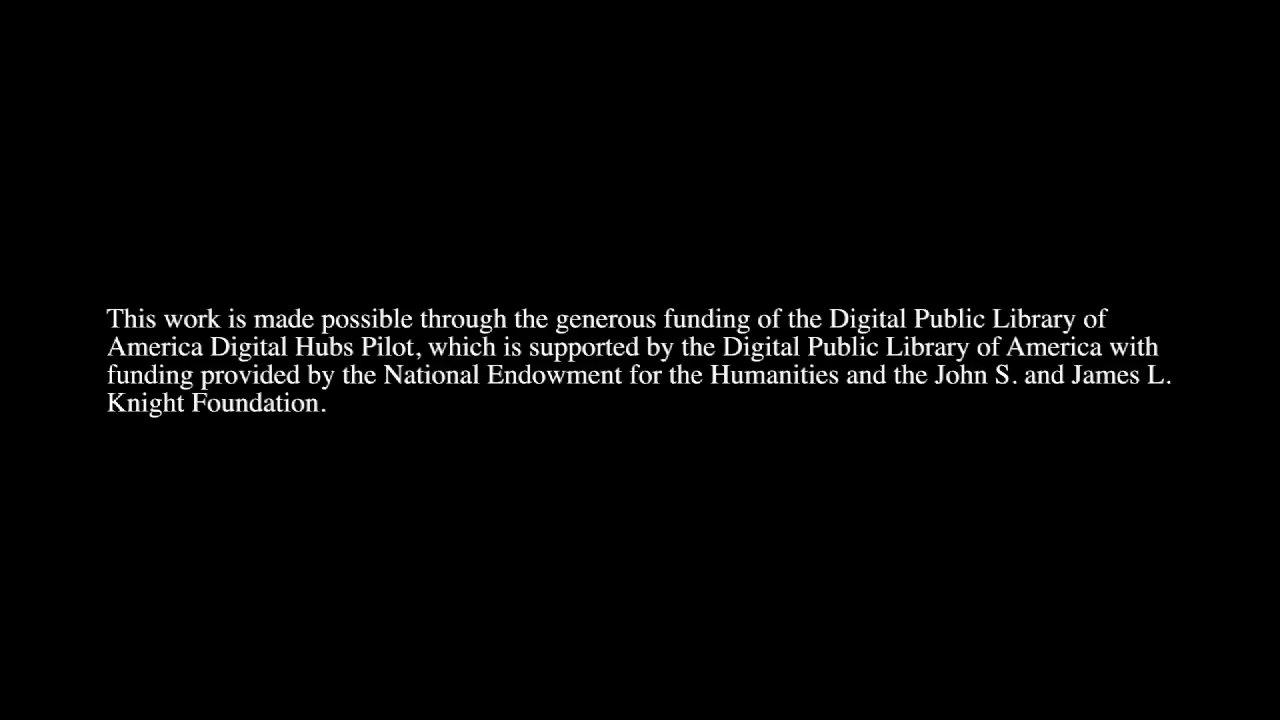 This work is made possible through the generous funding of the Digital Public Library of
America Digital Hubs Pilot, which is supported by the Digital Public Library of America with
funding provided by the National Endowment for the Humanities and the John S. and James L.
Knight Foundation.